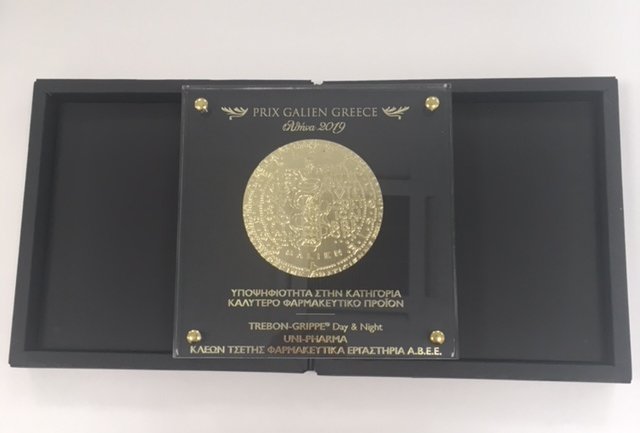 PRIX GALIEN GREECE
Αθήνα 2019
ΓΑΛΙΕΝ
ΥΠΟΨΗΦΙΟΤΗΤΑ ΣΤΗΝ ΚΑΤΗΓΟΡΙΑ
ΚΑΛΥΤΕΡΟ ΦΑΡΜΑΚΕΥΤΙΚΟ ΠΡΟΪΟΝ
TREBON-GRIPPE® Day & Night
UNI-PHARMA
ΚΛΕΩΝ ΤΣΕΤΗΣ ΦΑΡΜΑΚΕΥΤΙΚΑ ΕΡΓΑΣΤΗΡΙΑ Α.Β.Ε.Ε.